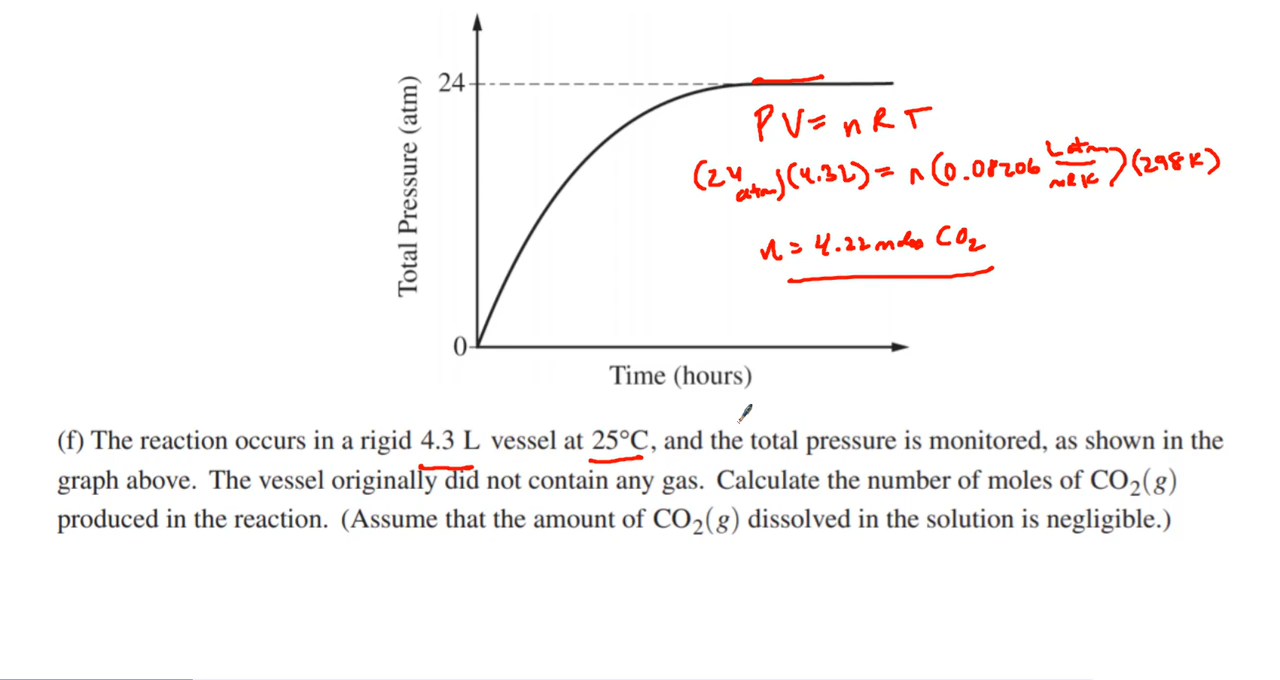 24
Total Pressure (atm)
PV = nRT
(24 atm)(4.3L) = n(0.08206 L atm / mol K)(298K)
n = 4.22 moles CO₂
0
Time (hours)
(f) The reaction occurs in a rigid 4.3 L vessel at 25°C, and the total pressure is monitored, as shown in the
graph above. The vessel originally did not contain any gas. Calculate the number of moles of CO₂(g)
produced in the reaction. (Assume that the amount of CO₂(g) dissolved in the solution is negligible.)